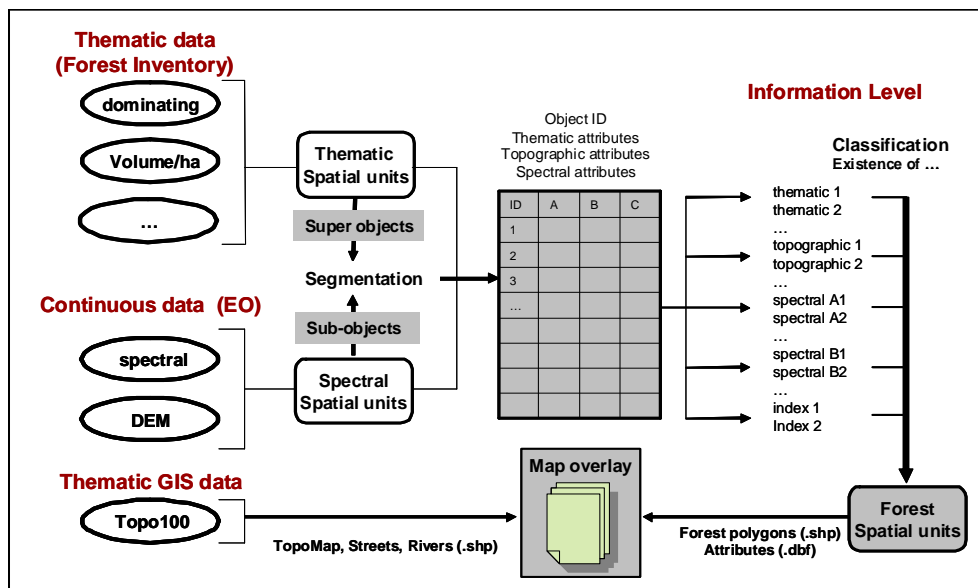 Thematic data
(Forest Inventory)
dominating
Volume/ha
...
Thematic
Spatial units
Super objects
Segmentation
Sub-objects
Continuous data (EO)
spectral
DEM
Spectral
Spatial units
Object ID
Thematic attributes
Topographic attributes
Spectral attributes
ID A B C
1
2
3
...
Information Level
Classification
Existence of ...
thematic 1
thematic 2
...
topographic 1
topographic 2
...
spectral A1
spectral A2
...
spectral B1
spectral B2
...
index 1
Index 2
Thematic GIS data
Topo100
TopoMap, Streets, Rivers (.shp)
Map overlay
Forest polygons (.shp)
Attributes (.dbf)
Forest
Spatial units